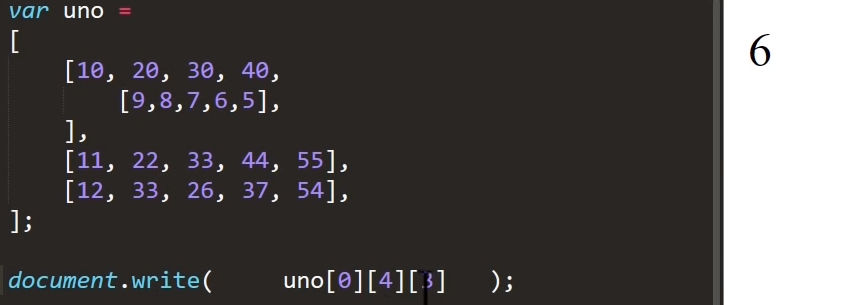 var uno =
[
    [10, 20, 30, 40,
        [9,8,7,6,5],
    ],
    [11, 22, 33, 44, 55],
    [12, 33, 26, 37, 54],
];
document.write(     uno[0][4][3]   );
6